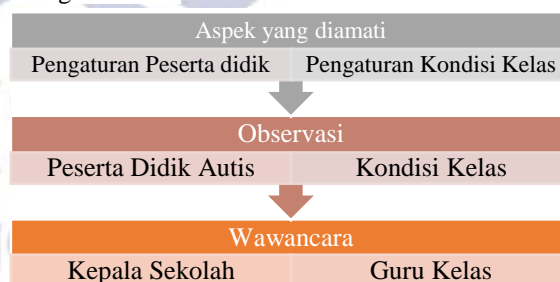 Aspek yang diamati
Pengaturan Peserta didik Pengaturan Kondisi Kelas
Observasi
Peserta Didik Autis Kondisi Kelas
Wawancara
Kepala Sekolah Guru Kelas